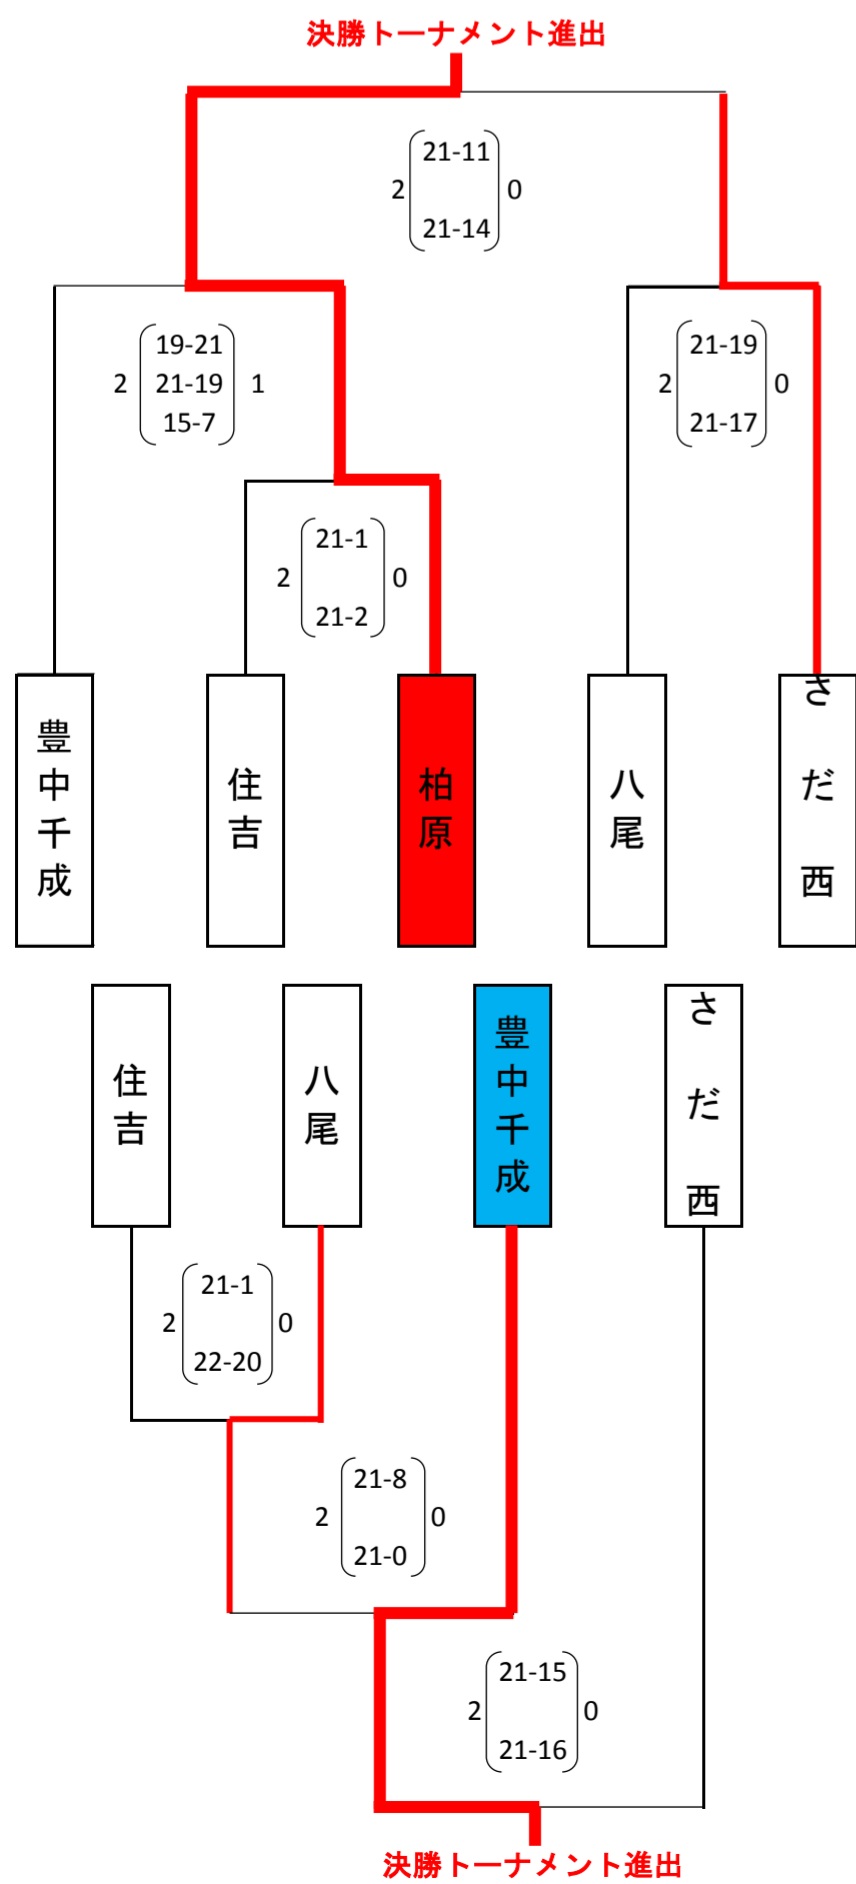 決勝トーナメント進出
21-11
2 0
21-14
19-21
2 21-19 1
15-7
21-19
2 0
21-17
21-1
2 0
21-2
豊中千成
住吉
柏原
八尾
さだ西
住吉
八尾
豊中千成
さだ西
21-1
2 0
22-20
21-8
2 0
21-0
21-15
2 0
21-16
決勝トーナメント進出